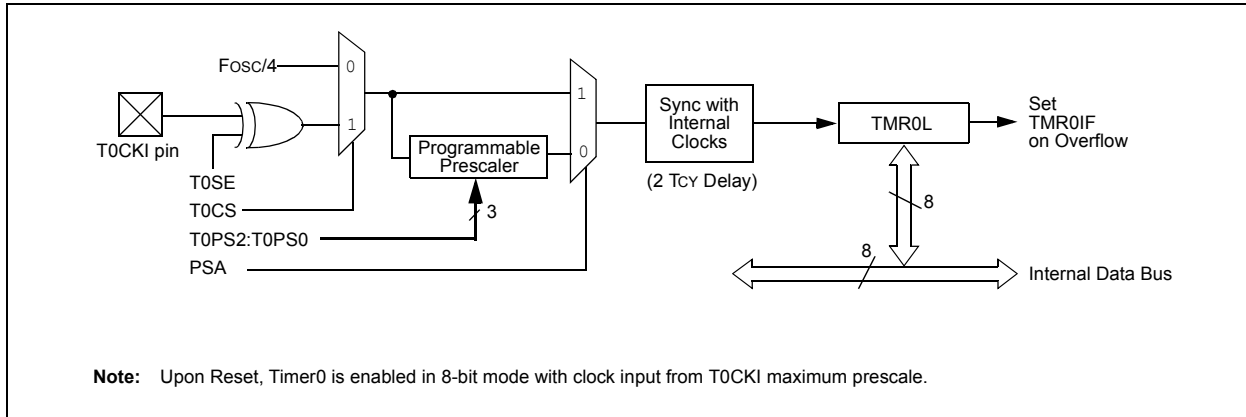 FOSC/4
0
1
T0CKI pin
T0SE
T0CS
T0PS2:T0PS0
PSA
Programmable
Prescaler
3
1
0
Sync with
Internal
Clocks
(2 TCY Delay)
TMR0L
Set
TMR0IF
on Overflow
8
8
Internal Data Bus
Note: Upon Reset, Timer0 is enabled in 8-bit mode with clock input from T0CKI maximum prescale.